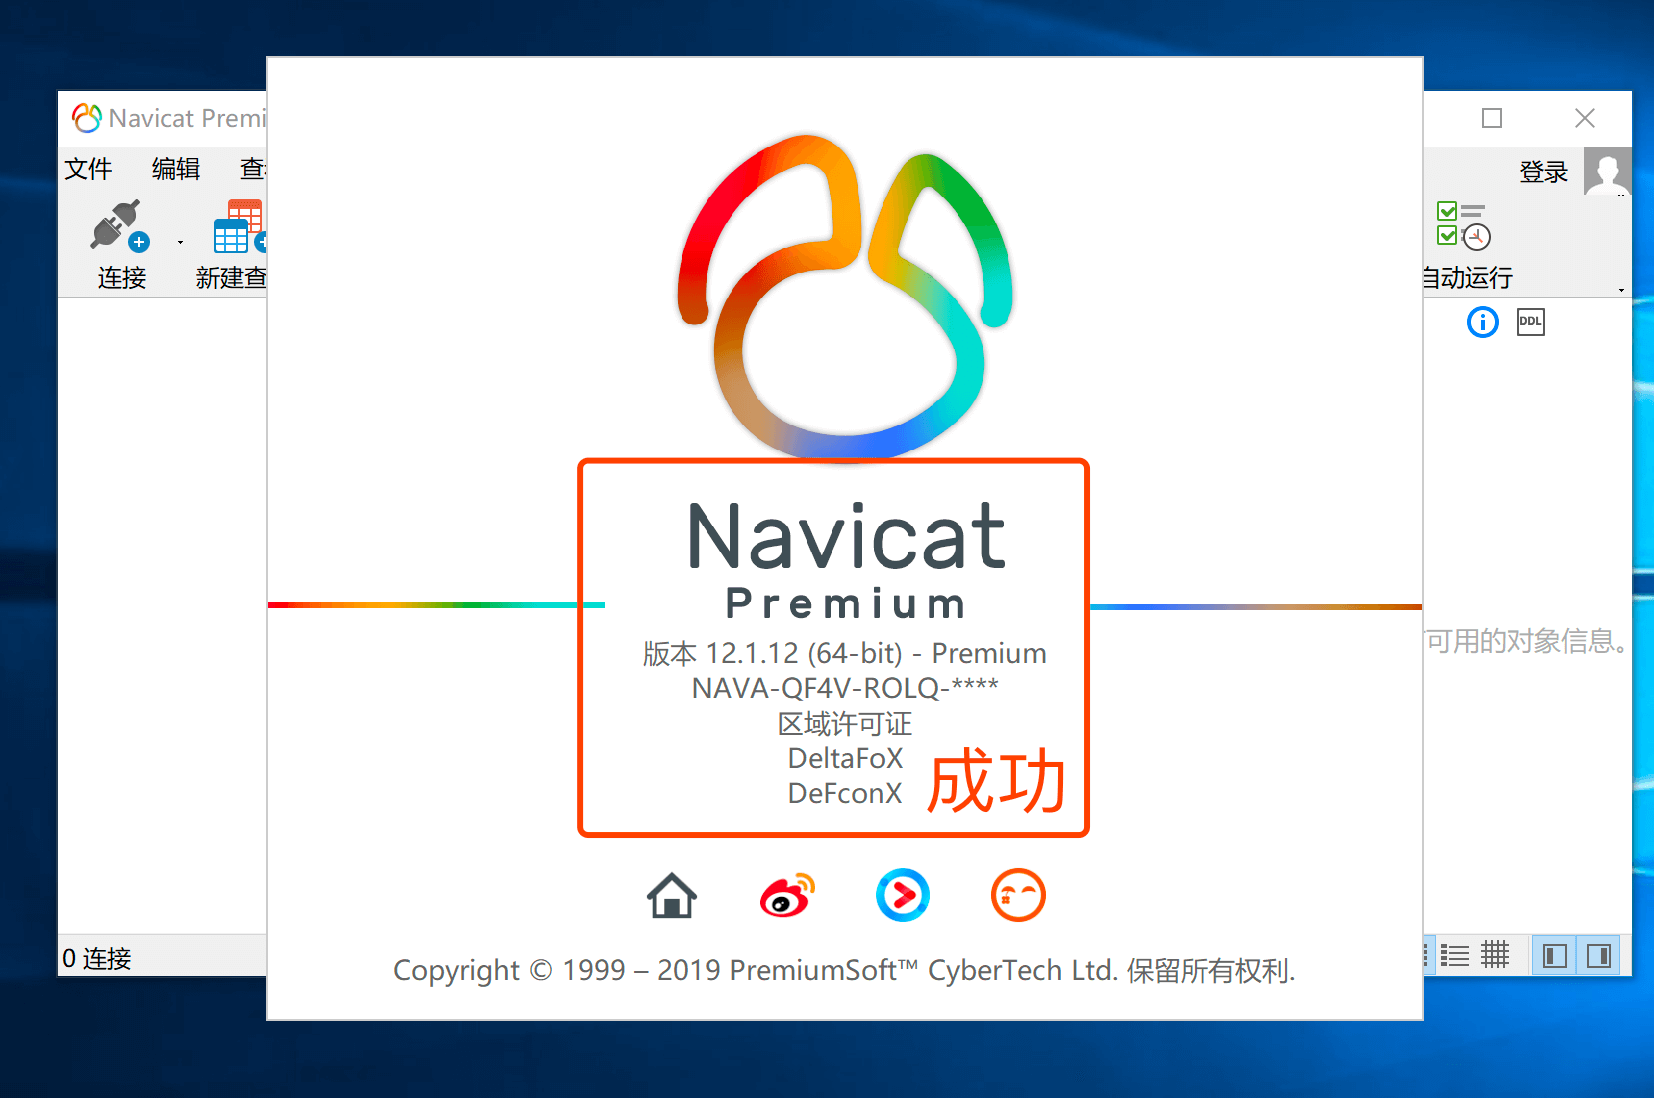 Navicat Premi
文件 编辑 查
登录
连接 新建查 自动运行
DDL
Navicat
Premium
版本 12.1.12 (64-bit) - Premium
NAVA-QF4V-ROLQ-****
区域许可证
DeltaFoX
DeFconX
成功
可用的对象信息。
0 连接
Copyright © 1999 – 2019 PremiumSoft™ CyberTech Ltd. 保留所有权利.